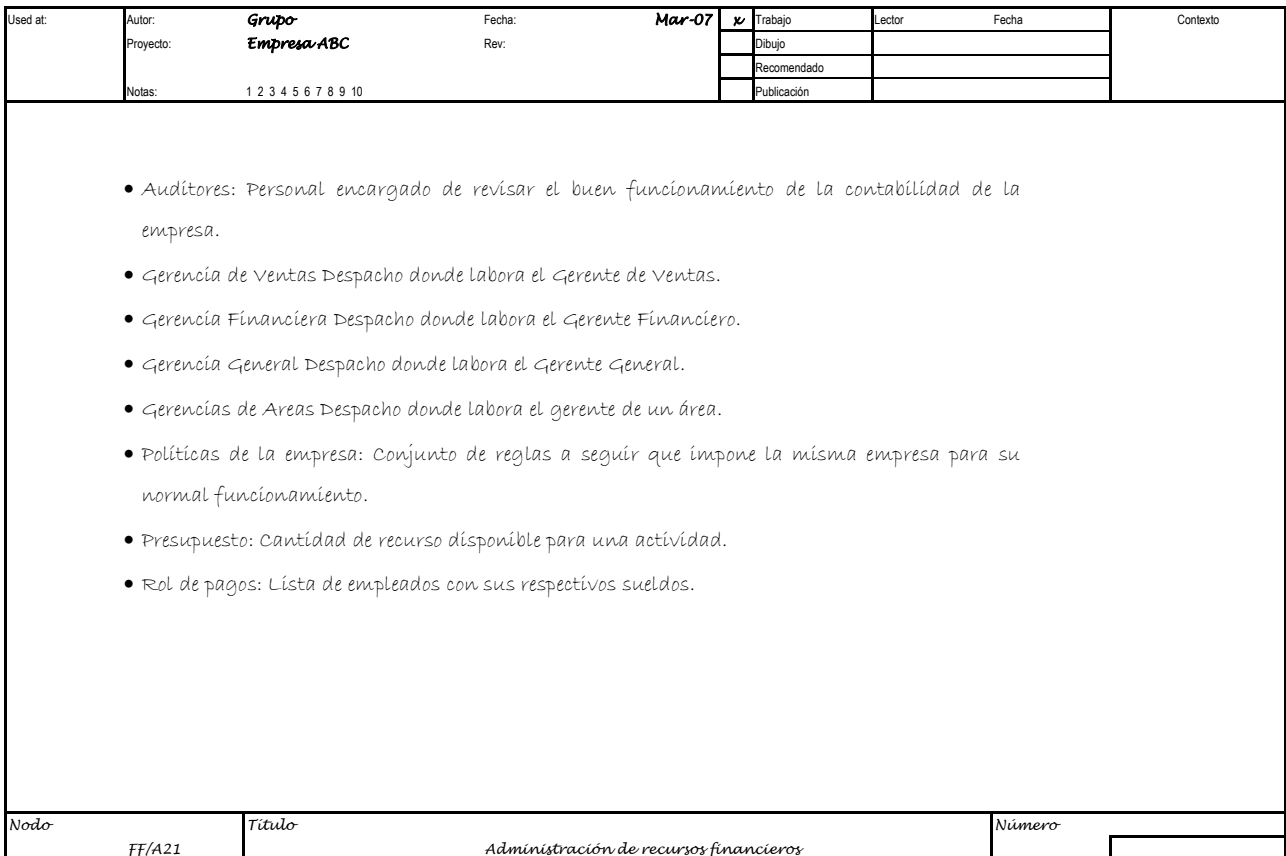 Used at: Autor: Grupo Fecha: Mar-07 x Trabajo Lector Fecha Contexto
Proyecto: Empresa ABC Rev: Dibujo
Recomendado
Notas: 1 2 3 4 5 6 7 8 9 10 Publicación
• Auditores: Personal encargado de revisar el buen funcionamiento de la contabilidad de la
empresa.
• Gerencia de Ventas Despacho donde labora el Gerente de Ventas.
• Gerencia Financiera Despacho donde labora el Gerente Financiero.
• Gerencia General Despacho donde labora el Gerente General.
• Gerencias de Areas Despacho donde labora el gerente de un área.
• Políticas de la empresa: Conjunto de reglas a seguir que impone la misma empresa para su
normal funcionamiento.
• Presupuesto: Cantidad de recurso disponible para una actividad.
• Rol de pagos: Lista de empleados con sus respectivos sueldos.
Nodo Título Número
FF/A21 Administración de recursos financieros